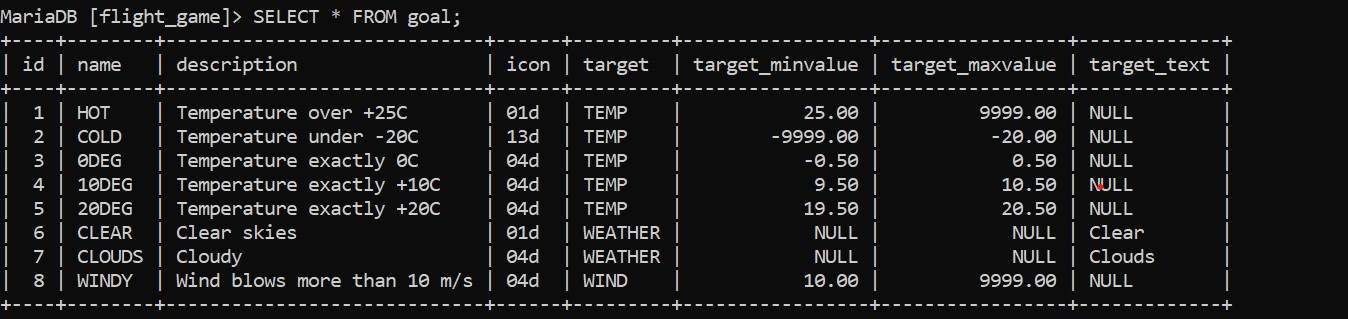 MariaDB [flight_game]> SELECT * FROM goal;
+----+--------+-----------------------------+------+---------+-----------------+-----------------+-------------+
| id | name   | description                 | icon | target  | target_minvalue | target_maxvalue | target_text |
+----+--------+-----------------------------+------+---------+-----------------+-----------------+-------------+
|  1 | HOT    | Temperature over +25C       | 01d  | TEMP    |           25.00 |         9999.00 | NULL        |
|  2 | COLD   | Temperature under -20C      | 13d  | TEMP    |        -9999.00 |          -20.00 | NULL        |
|  3 | 0DEG   | Temperature exactly 0C      | 04d  | TEMP    |           -0.50 |            0.50 | NULL        |
|  4 | 10DEG  | Temperature exactly +10C    | 04d  | TEMP    |            9.50 |           10.50 | NULL        |
|  5 | 20DEG  | Temperature exactly +20C    | 04d  | TEMP    |           19.50 |           20.50 | NULL        |
|  6 | CLEAR  | Clear skies                 | 01d  | WEATHER |            NULL |            NULL | Clear       |
|  7 | CLOUDS | Cloudy                      | 04d  | WEATHER |            NULL |            NULL | Clouds      |
|  8 | WINDY  | Wind blows more than 10 m/s | 04d  | WIND    |           10.00 |         9999.00 | NULL        |
+----+--------+-----------------------------+------+---------+-----------------+-----------------+-------------+